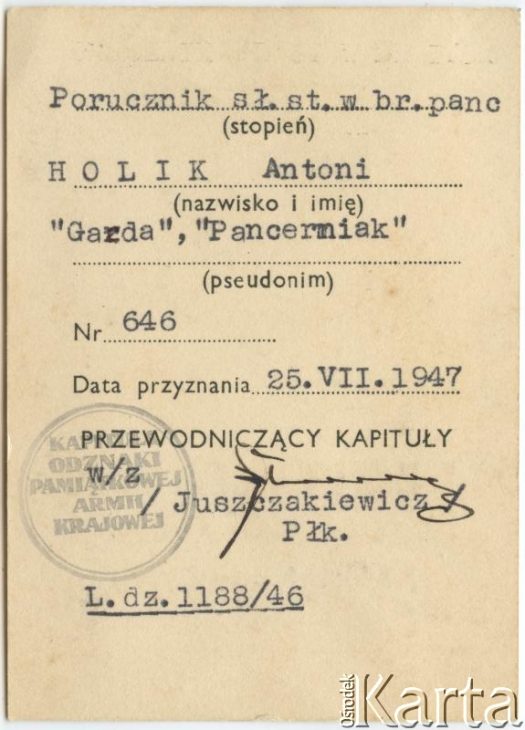 Porucznik sł.st.w br.panc
(stopień)
HOLIK Antoni
(nazwisko i imię)
"Garda","Pancerniak"
(pseudonim)
Nr 646
Data przyznania 25.VII.1947
PRZEWODNICZĄCY KAPITUŁY
w/z
/ Juszczakiewicz /
Płk.
KAPITUŁA
ODZNAKI
PAMIĄTKOWEJ
ARMII
KRAJOWEJ
L.dz.1188/46
Ośrodek Karta